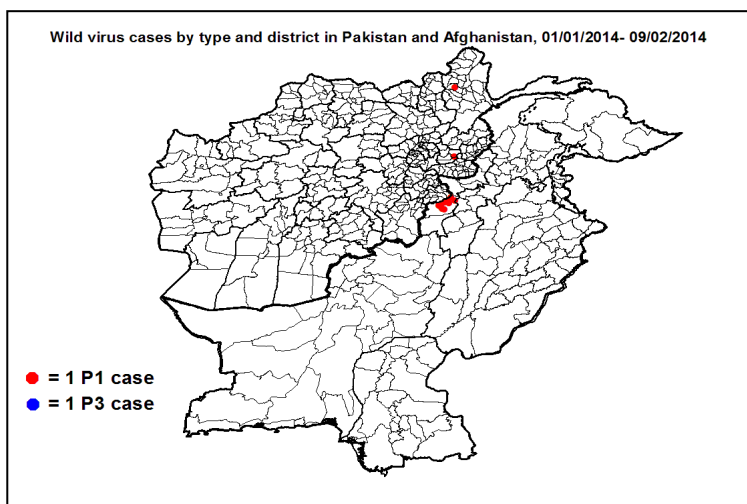 Wild virus cases by type and district in Pakistan and Afghanistan, 01/01/2014- 09/02/2014
= 1 P1 case
= 1 P3 case